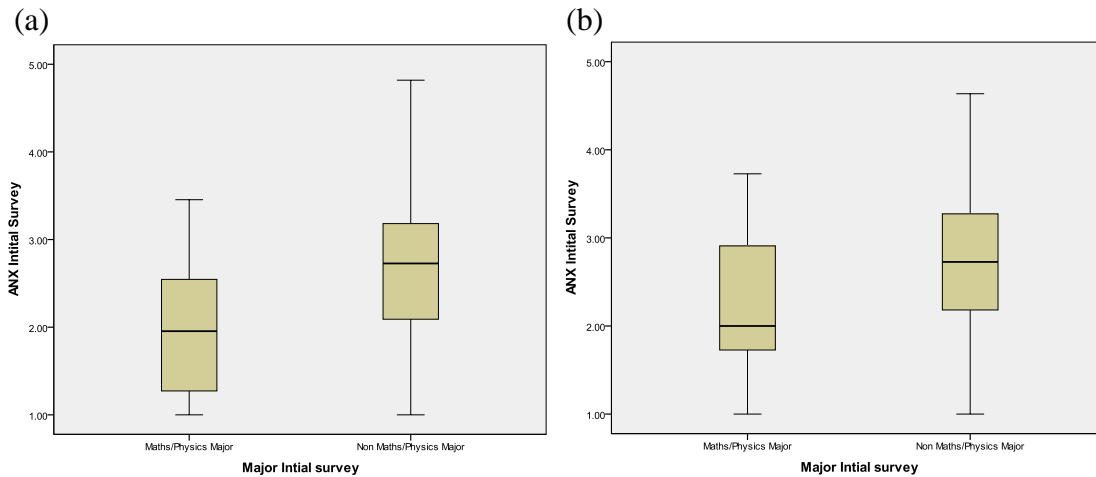 (a)
5.00
4.00
3.00
2.00
1.00
ANX Intital Survey
Maths/Physics Major
Non Maths/Physics Major
Major Intial survey
(b)
5.00
4.00
3.00
2.00
1.00
ANX Intital Survey
Maths/Physics Major
Non Maths/Physics Major
Major Intial survey